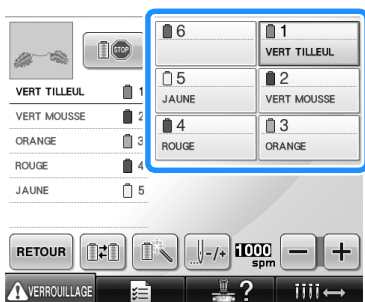 STOP
VERT TILLEUL 1
VERT MOUSSE 2
ORANGE 3
ROUGE 4
JAUNE 5
6
1
VERT TILLEUL
5
JAUNE
2
VERT MOUSSE
4
ROUGE
3
ORANGE
RETOUR
-/+
1000
spm
−
+
VERROUILLAGE
?